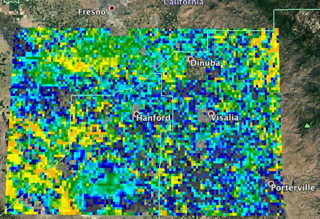 California
Fresno
Dinuba
Hanford
Visalia
Porterville